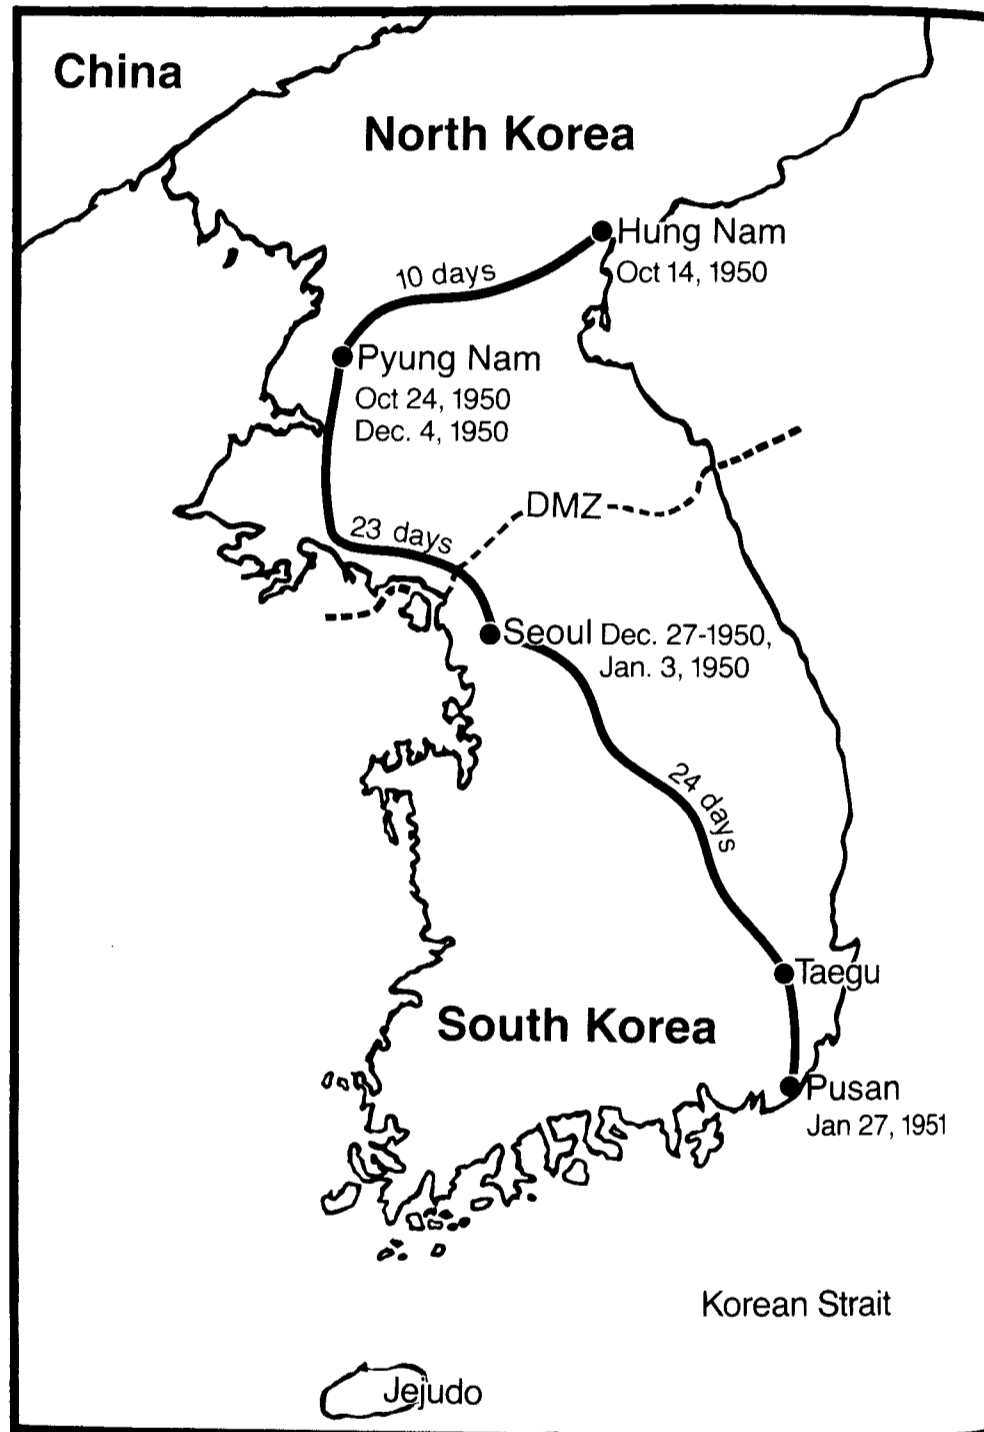 China
North Korea
Hung Nam
Oct 14, 1950
10 days
Pyung Nam
Oct 24, 1950
Dec. 4, 1950
DMZ
23 days
Seoul Dec. 27-1950,
Jan. 3, 1950
24 days
Taegu
South Korea
Pusan
Jan 27, 1951
Korean Strait
Jejudo